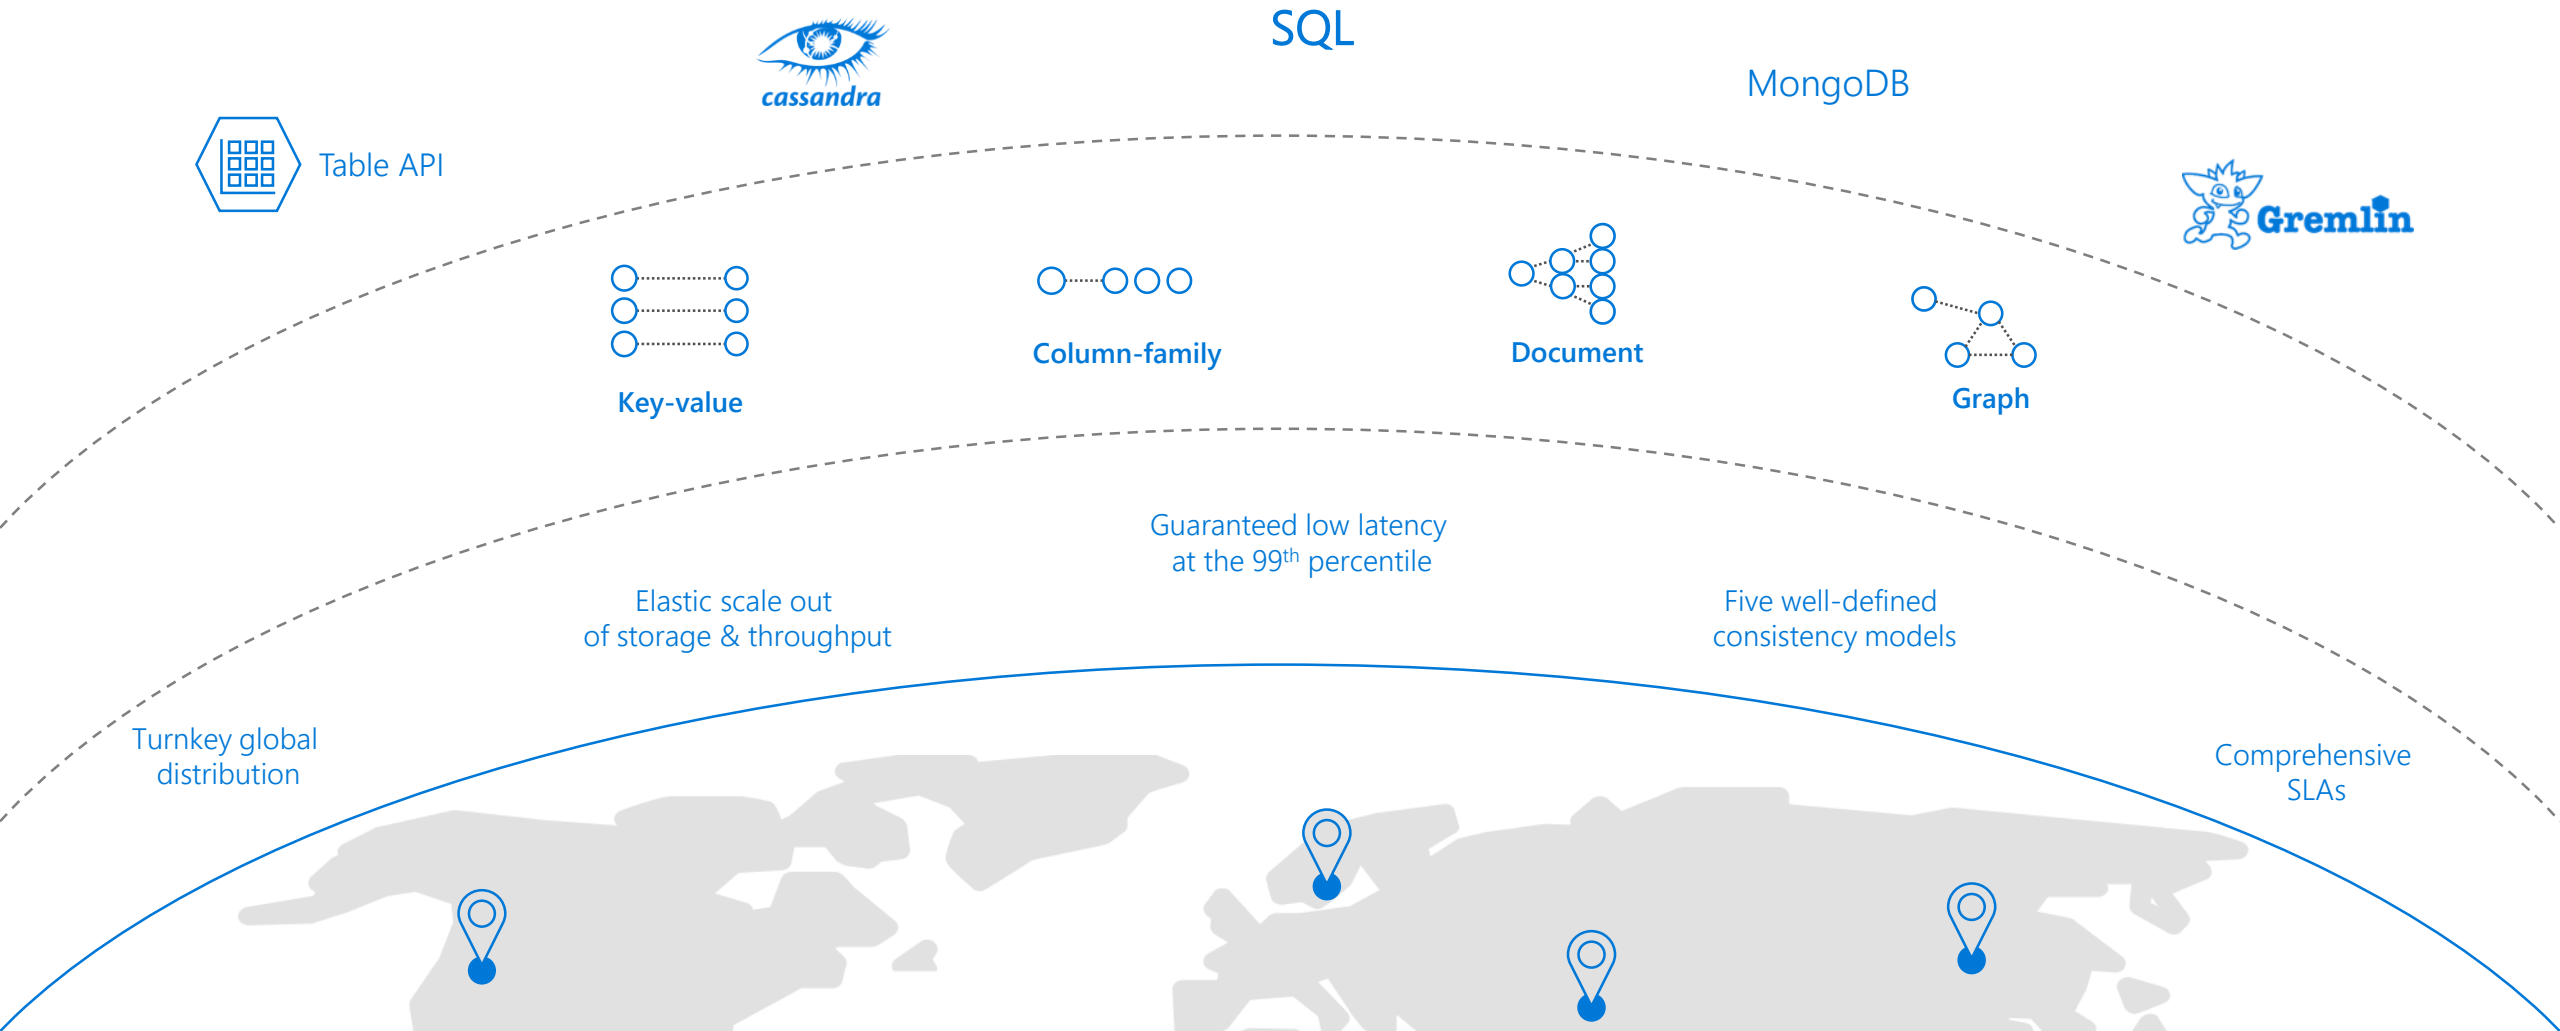 SQL
cassandra
MongoDB
Table API
Gremlin
Key-value
Column-family
Document
Graph
Guaranteed low latency
at the 99th percentile
Elastic scale out
of storage & throughput
Five well-defined
consistency models
Turnkey global
distribution
Comprehensive
SLAs